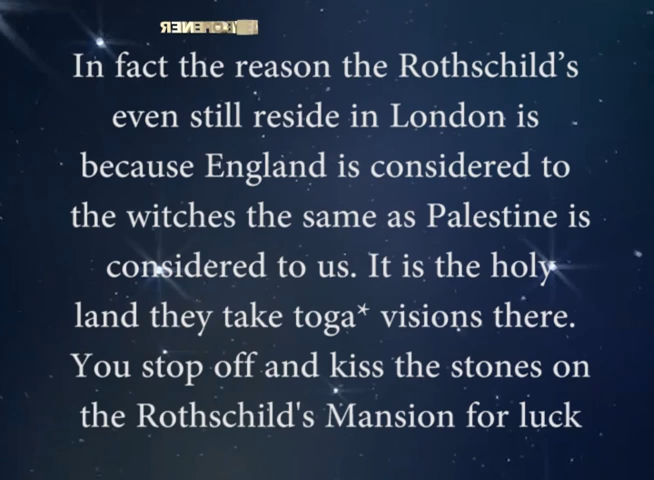 In fact the reason the Rothschild’s
even still reside in London is
because England is considered to
the witches the same as Palestine is
considered to us. It is the holy
land they take toga* visions there.
You stop off and kiss the stones on
the Rothschild's Mansion for luck